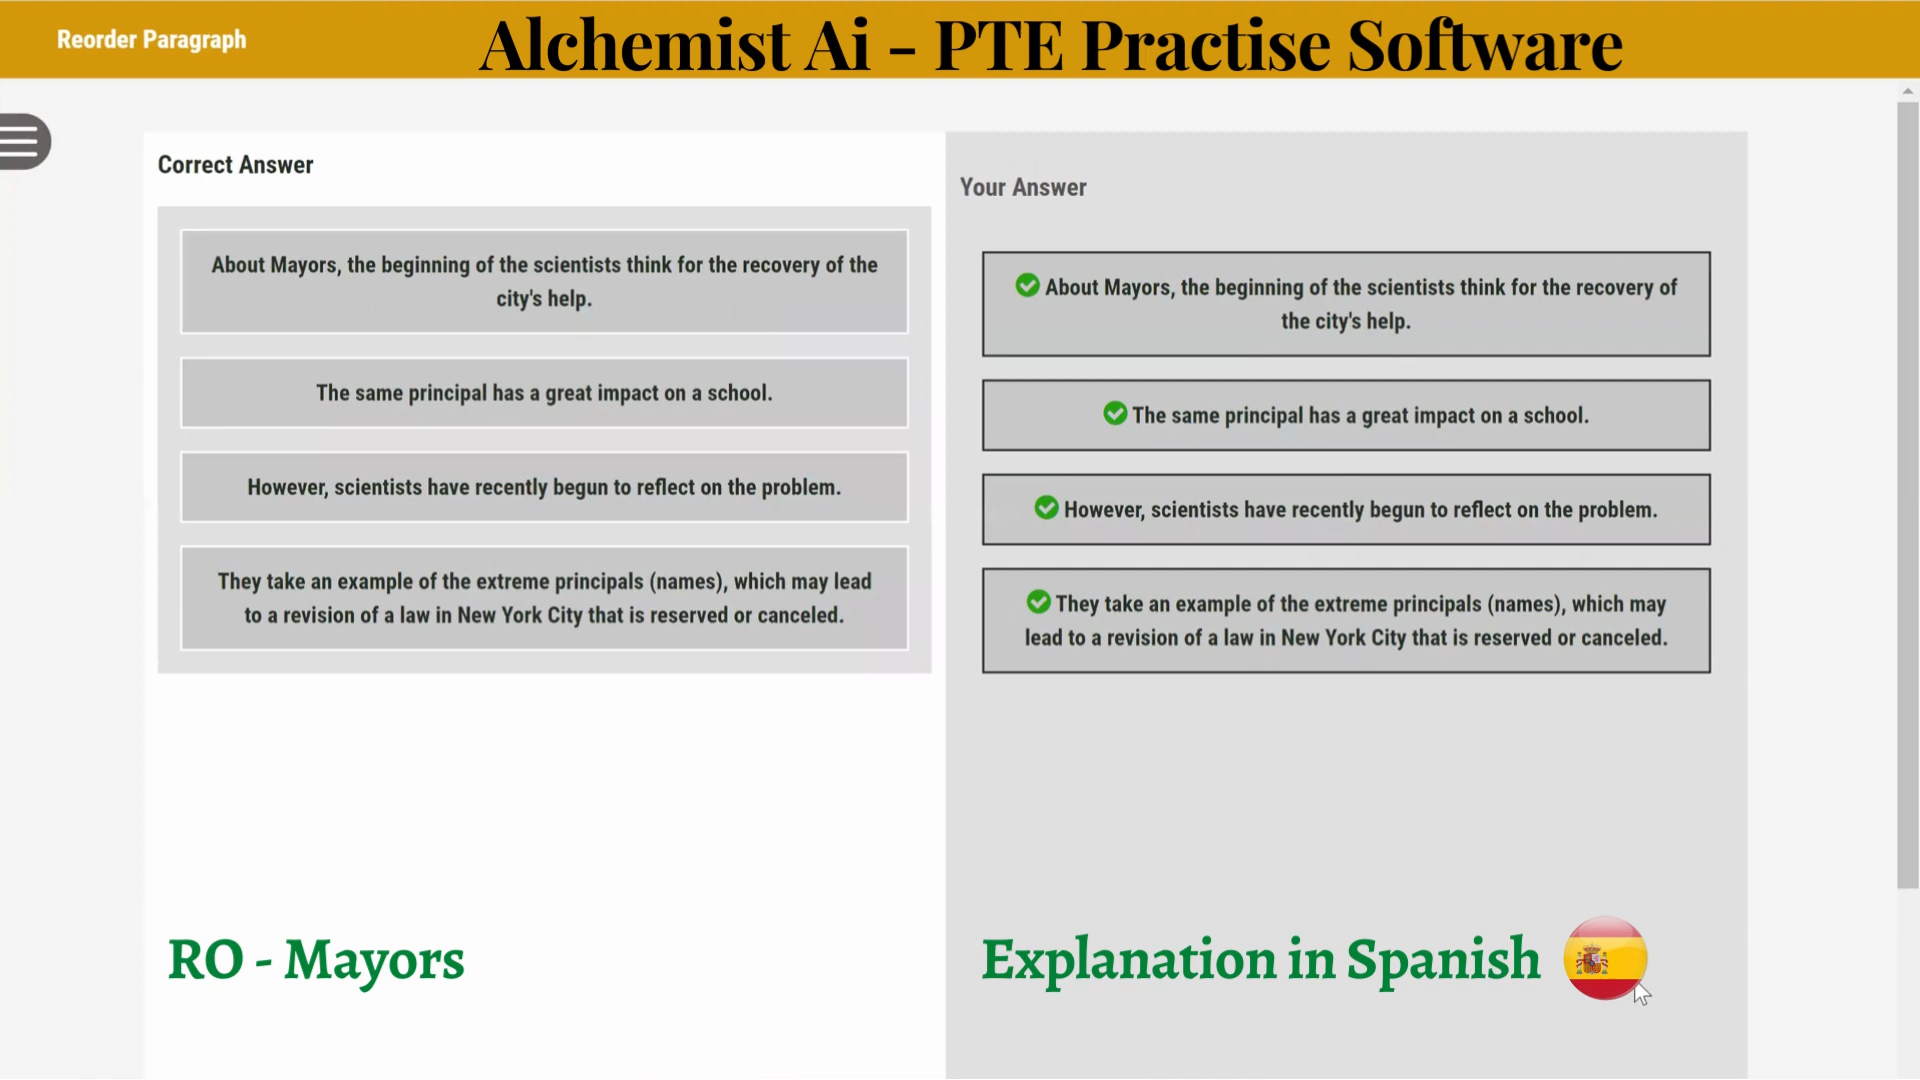 Reorder Paragraph
Alchemist Ai - PTE Practise Software
Correct Answer
About Mayors, the beginning of the scientists think for the recovery of the
city's help.
The same principal has a great impact on a school.
However, scientists have recently begun to reflect on the problem.
They take an example of the extreme principals (names), which may lead
to a revision of a law in New York City that is reserved or canceled.
Your Answer
About Mayors, the beginning of the scientists think for the recovery of
the city's help.
The same principal has a great impact on a school.
However, scientists have recently begun to reflect on the problem.
They take an example of the extreme principals (names), which may
lead to a revision of a law in New York City that is reserved or canceled.
RO - Mayors
Explanation in Spanish